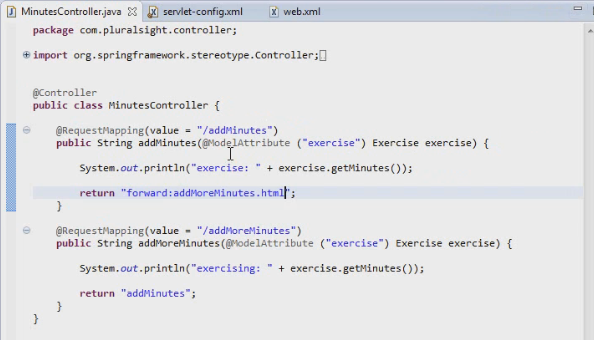 MinutesController.java servlet-config.xml web.xml
package com.pluralsight.controller;
import org.springframework.stereotype.Controller;
@Controller
public class MinutesController {
@RequestMapping(value = "/addMinutes")
public String addMinutes(@ModelAttribute ("exercise") Exercise exercise) {
System.out.println("exercise: " + exercise.getMinutes());
return "forward:addMoreMinutes.html";
}
@RequestMapping(value = "/addMoreMinutes")
public String addMoreMinutes(@ModelAttribute ("exercise") Exercise exercise) {
System.out.println("exercising: " + exercise.getMinutes());
return "addMinutes";
}
}